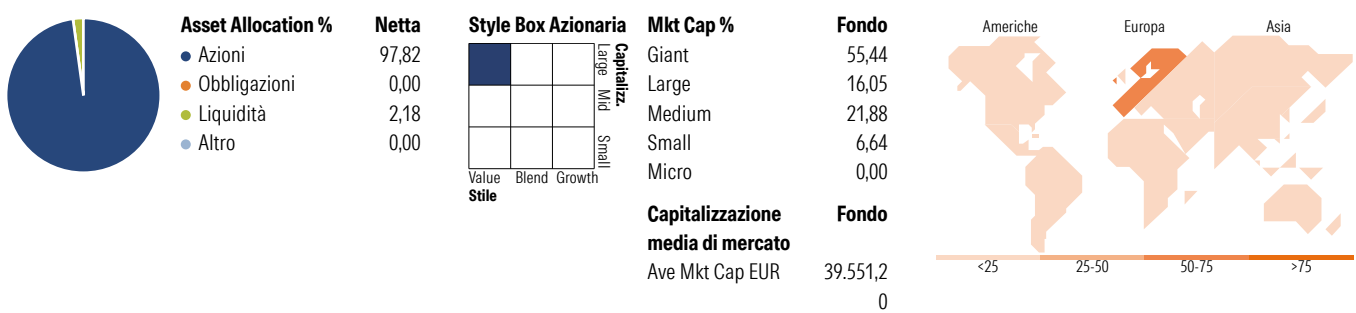 Asset Allocation % Netta
Azioni 97,82
Obbligazioni 0,00
Liquidità 2,18
Altro 0,00
Style Box Azionaria
Capitalizz.
Large Mid Small
Value Blend Growth
Stile
Mkt Cap % Fondo
Giant 55,44
Large 16,05
Medium 21,88
Small 6,64
Micro 0,00
Capitalizzazione Fondo
media di mercato
Ave Mkt Cap EUR 39.551,2
0
Americhe Europa Asia
<25 25-50 50-75 >75